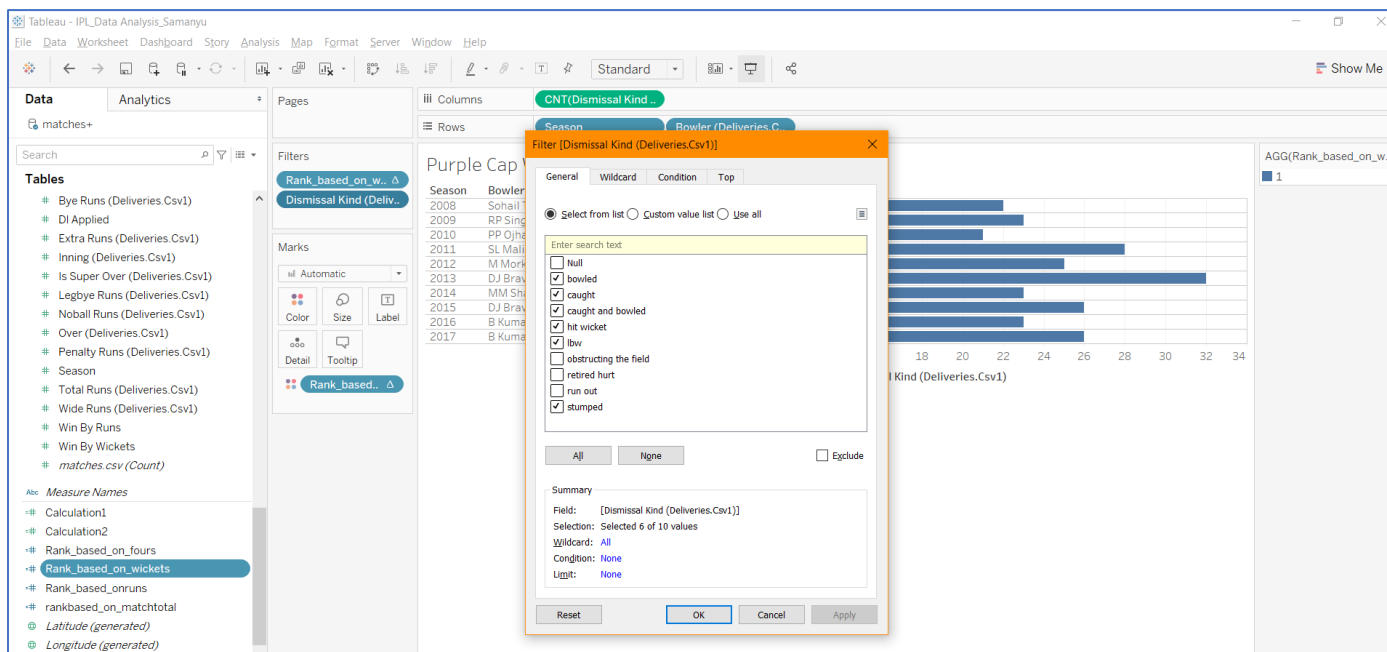 Tableau - IPL_Data Analysis_Samanyu
File Data Worksheet Dashboard Story Analysis Map Format Server Window Help
Standard
Show Me
Data Analytics
matches+
Search
Tables
Bye Runs (Deliveries.Csv1)
Dl Applied
Extra Runs (Deliveries.Csv1)
Inning (Deliveries.Csv1)
Is Super Over (Deliveries.Csv1)
Legbye Runs (Deliveries.Csv1)
Noball Runs (Deliveries.Csv1)
Over (Deliveries.Csv1)
Penalty Runs (Deliveries.Csv1)
Season
Total Runs (Deliveries.Csv1)
Wide Runs (Deliveries.Csv1)
Win By Runs
Win By Wickets
matches.csv (Count)
Abc Measure Names
Calculation1
Calculation2
Rank_based_on_fours
Rank_based_on_wickets
Rank_based_onruns
rankbased_on_matchtotal
Latitude (generated)
Longitude (generated)
Pages
Filters
Rank_based_on_w.. Δ
Dismissal Kind (Deliv..
Marks
Automatic
Color Size Label
Detail Tooltip
Rank_based.. Δ
iii Columns
CNT(Dismissal Kind ..
Rows
Season Bowler (Deliveries.C..
Purple Cap
Season Bowler
2008 Sohail
2009 RP Sing
2010 PP Ojha
2011 SL Mali
2012 M Mork
2013 DJ Brav
2014 MM Sha
2015 DJ Brav
2016 B Kuma
2017 B Kuma
18 20 22 24 26 28 30 32 34
l Kind (Deliveries.Csv1)
AGG(Rank_based_on_w..
1
Filter [Dismissal Kind (Deliveries.Csv1)]
General Wildcard Condition Top
Select from list Custom value list Use all
Enter search text
Null
bowled
caught
caught and bowled
hit wicket
lbw
obstructing the field
retired hurt
run out
stumped
All None Exclude
Summary
Field: [Dismissal Kind (Deliveries.Csv1)]
Selection: Selected 6 of 10 values
Wildcard: All
Condition: None
Limit: None
Reset OK Cancel Apply